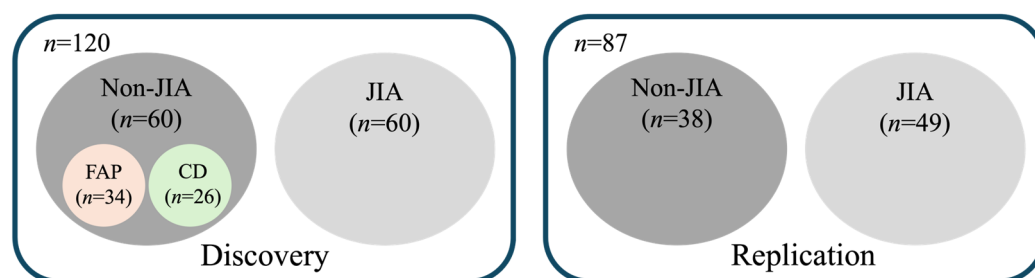 n=120
Non-JIA
(n=60)
JIA
(n=60)
FAP
(n=34)
CD
(n=26)
Discovery
n=87
Non-JIA
(n=38)
JIA
(n=49)
Replication